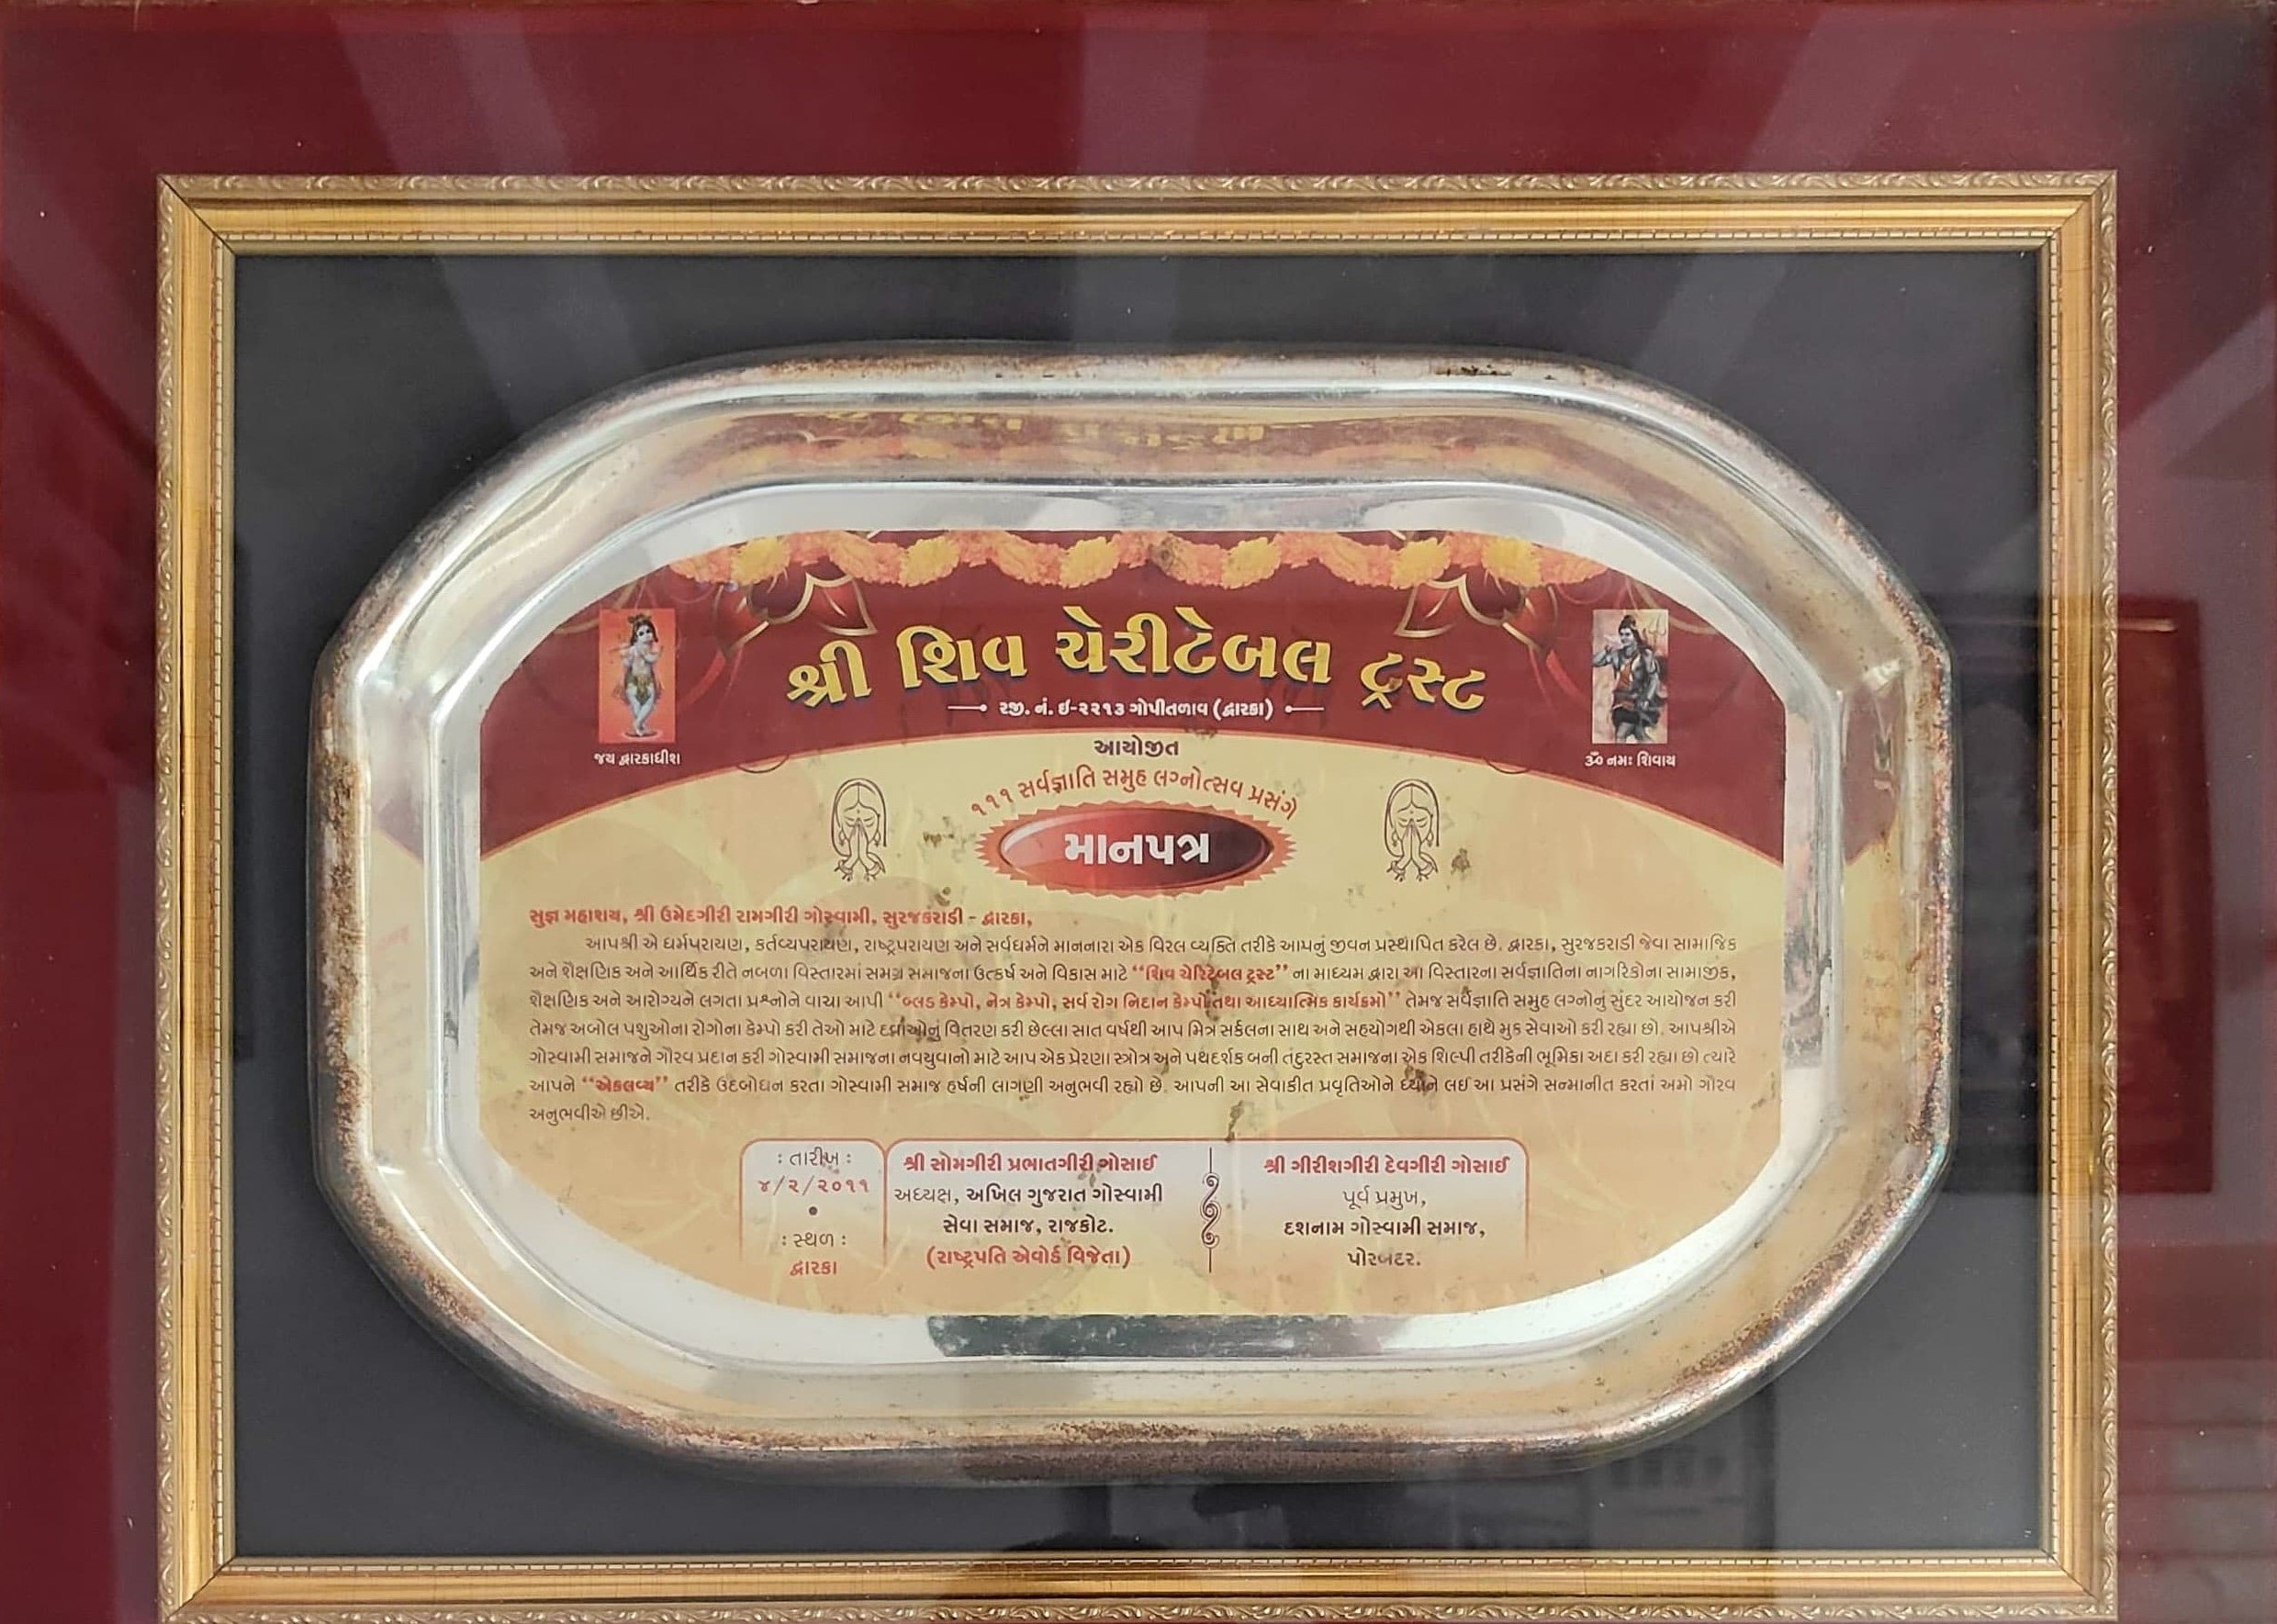 શ્રી શિવ ચેરીટેબલ ટ્રસ્ટ
રજી. નં. ઇ-૨૨૧૩ ગોપીતળાવ (દ્વારકા)
જય દ્વારકાધીશ
ૐ નમઃ શિવાય
આયોજીત
૧૧૧ સર્વજ્ઞાતિ સમુહ લગ્નોત્સવ પ્રસંગે
માનપત્ર
સુજ્ઞ મહાશય, શ્રી ઉમેદગીરી રામગીરી ગોસ્વામી, સુરજકરાડી - દ્વારકા,
આપશ્રી એ ધર્મપરાયણ, કર્તવ્યપરાયણ, રાષ્ટ્રપરાયણ અને સર્વધર્મને માનનારા એક વિરલ વ્યક્તિ તરીકે આપનું જીવન પ્રસ્થાપિત કરેલ છે. દ્વારકા, સુરજકરાડી જેવા સામાજિક
અને શૈક્ષણિક અને આર્થિક રીતે નબળા વિસ્તારમાં સમગ્ર સમાજના ઉત્કર્ષ અને વિકાસ માટે “શિવ ચેરિટેબલ ટ્રસ્ટ” ના માધ્યમ દ્વારા આ વિસ્તારના સર્વજ્ઞાતિના નાગરિકોના સામાજીક,
શૈક્ષણિક અને આરોગ્યને લગતા પ્રશ્નોને વાચા આપી “બ્લડ કેમ્પો, નેત્ર કેમ્પો, સર્વ રોગ નિદાન કેમ્પો તથા આધ્યાત્મિક કાર્યક્રમો” તેમજ સર્વજ્ઞાતિ સમુહ લગ્નોનું સુંદર આયોજન કરી
તેમજ અબોલ પશુઓના રોગોના કેમ્પો કરી તેઓ માટે દવાઓનું વિતરણ કરી છેલ્લા સાત વર્ષથી આપ મિત્ર સર્કલના સાથ અને સહયોગથી એકલા હાથે મુક સેવાઓ કરી રહ્યા છો. આપશ્રીએ
ગોસ્વામી સમાજને ગૌરવ પ્રદાન કરી ગોસ્વામી સમાજના નવયુવાનો માટે આપ એક પ્રેરણા સ્ત્રોત્ર અને પથદર્શક બની તંદુરસ્ત સમાજના એક શિલ્પી તરીકેની ભૂમિકા અદા કરી રહ્યા છો ત્યારે
આપને “એકલવ્ય” તરીકે ઉદબોધન કરતા ગોસ્વામી સમાજ હર્ષની લાગણી અનુભવી રહ્યો છે. આપની આ સેવાકીત પ્રવૃતિઓને ધ્યાને લઇ આ પ્રસંગે સન્માનીત કરતાં અમો ગૌરવ
અનુભવીએ છીએ.
: તારીખ :
૪/૨/૨૦૧૧
: સ્થળ :
દ્વારકા
શ્રી સોમગીરી પ્રભાતગીરી ગોસાઈ
અધ્યક્ષ, અખિલ ગુજરાત ગોસ્વામી
સેવા સમાજ, રાજકોટ.
(રાષ્ટ્રપતિ એવોર્ડ વિજેતા)
શ્રી ગીરીશગીરી દેવગીરી ગોસાઈ
પૂર્વ પ્રમુખ,
દશનામ ગોસ્વામી સમાજ,
પોરબદર.